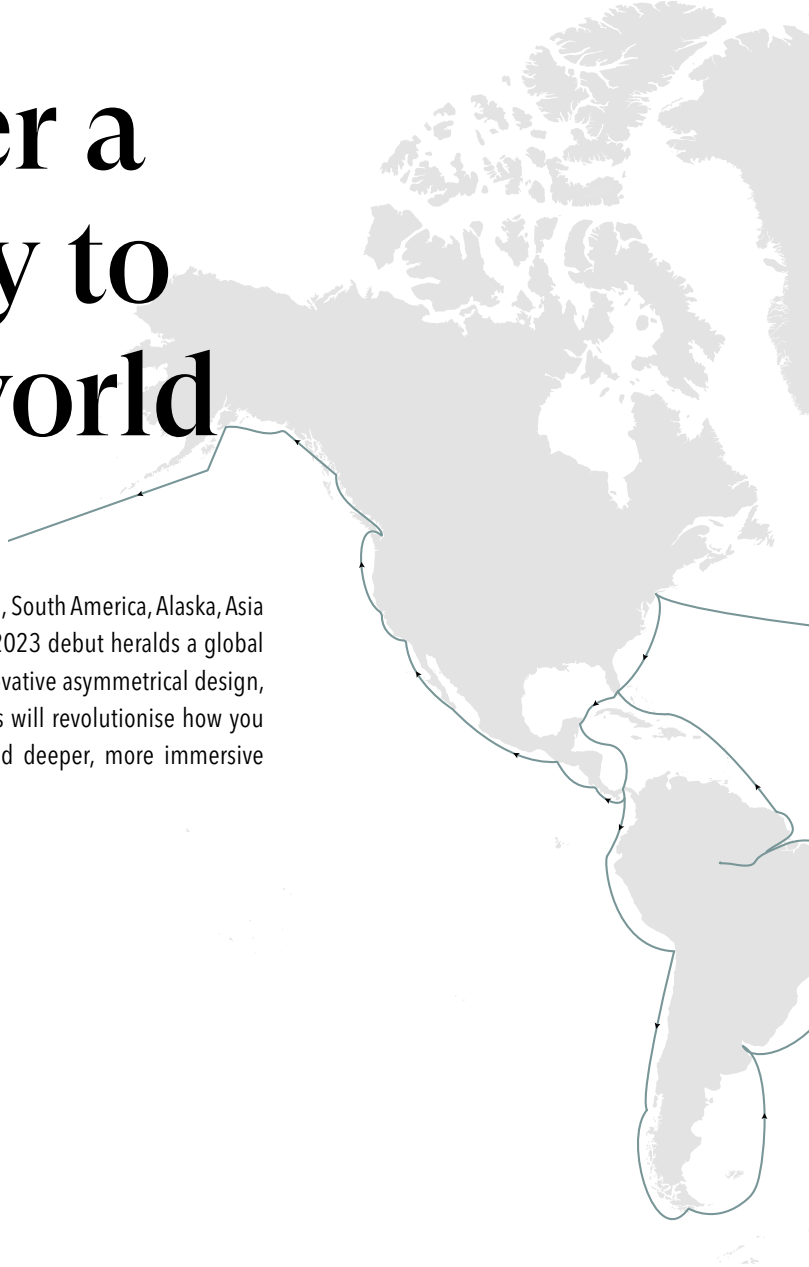 er a
y to
world
, South America, Alaska, Asia
2023 debut heralds a global
vative asymmetrical design,
s will revolutionise how you
d deeper, more immersive